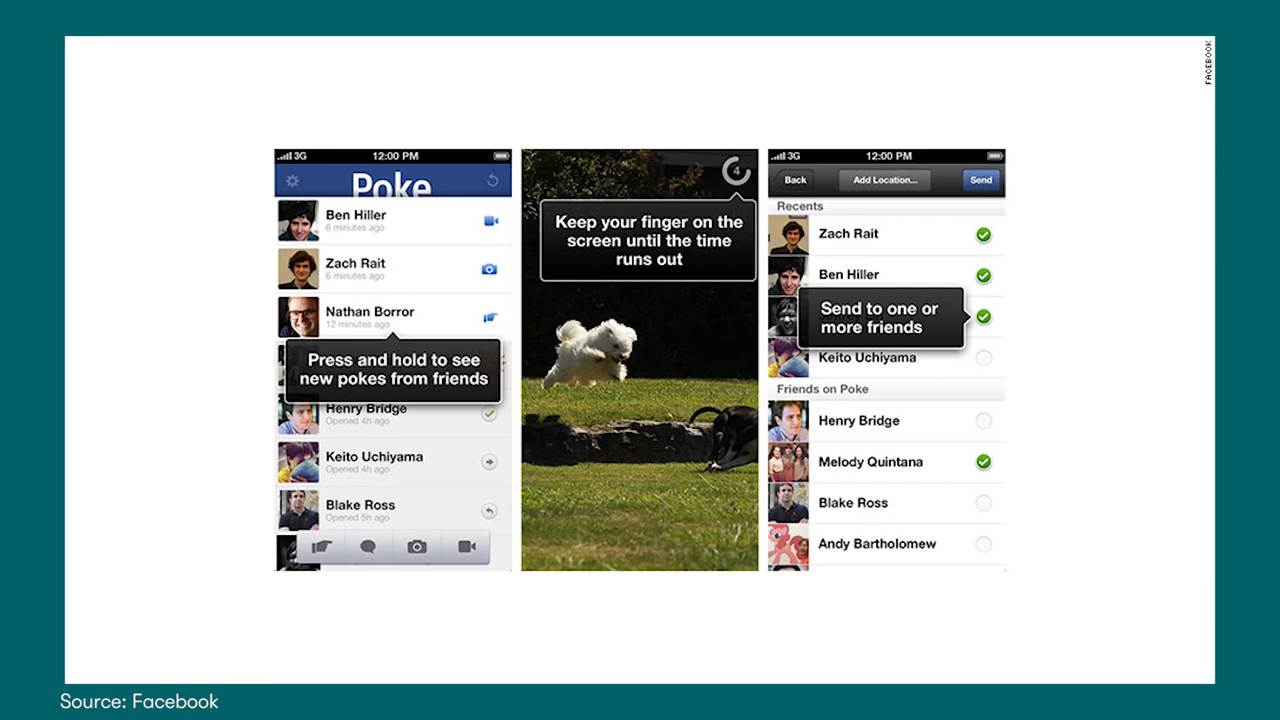 FACEBOOK
3G 12:00 PM
Poke
Ben Hiller
6 minutes ago
Zach Rait
6 minutes ago
Nathan Borror
12 minutes ago
Press and hold to see
new pokes from friends
Henry Bridge
Opened 4h ago
Keito Uchiyama
Opened 4h ago
Blake Ross
Opened 5h ago
4
Keep your finger on the
screen until the time
runs out
3G 12:00 PM
Back Add Location... Send
Recents
Zach Rait
Ben Hiller
Send to one or
more friends
Keito Uchiyama
Friends on Poke
Henry Bridge
Melody Quintana
Blake Ross
Andy Bartholomew
Source: Facebook